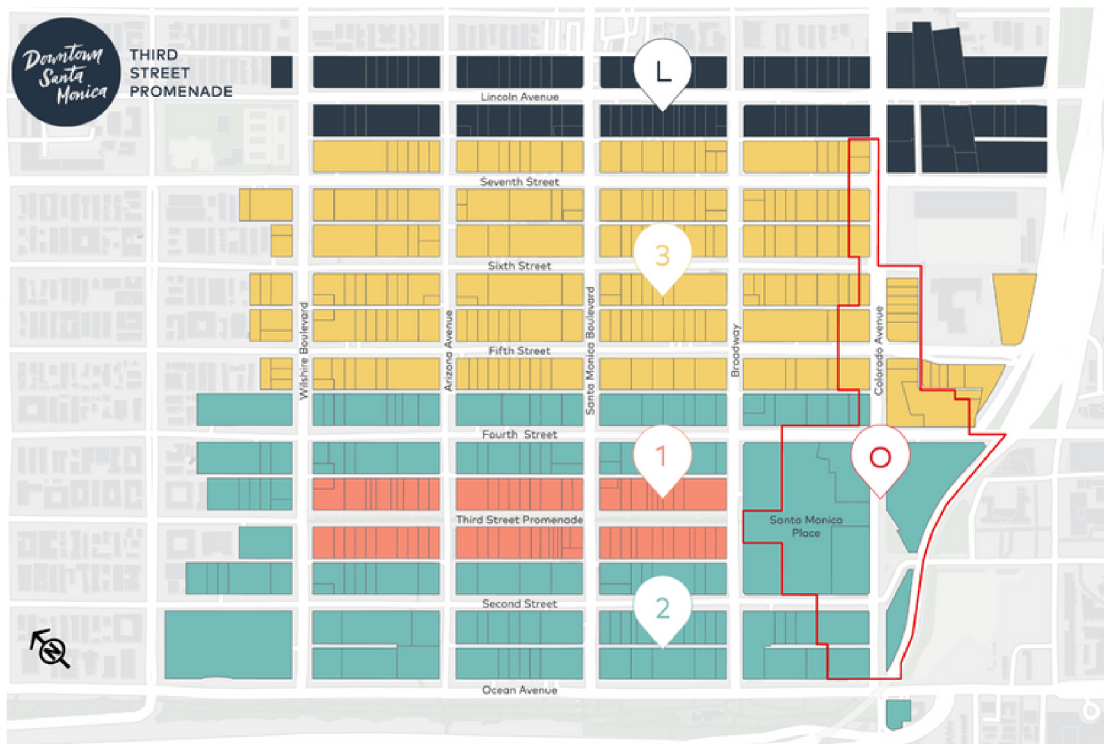 Downtown
Santa
Monica
THIRD
STREET
PROMENADE
L
Lincoln Avenue
Seventh Street
3
Sixth Street
Wilshire Boulevard
Arizona Avenue
Santa Monica Boulevard
Broadway
Colorado Avenue
Fifth Street
Fourth Street
1
O
Third Street Promenade
Santa Monica
Place
2
Second Street
N
Ocean Avenue